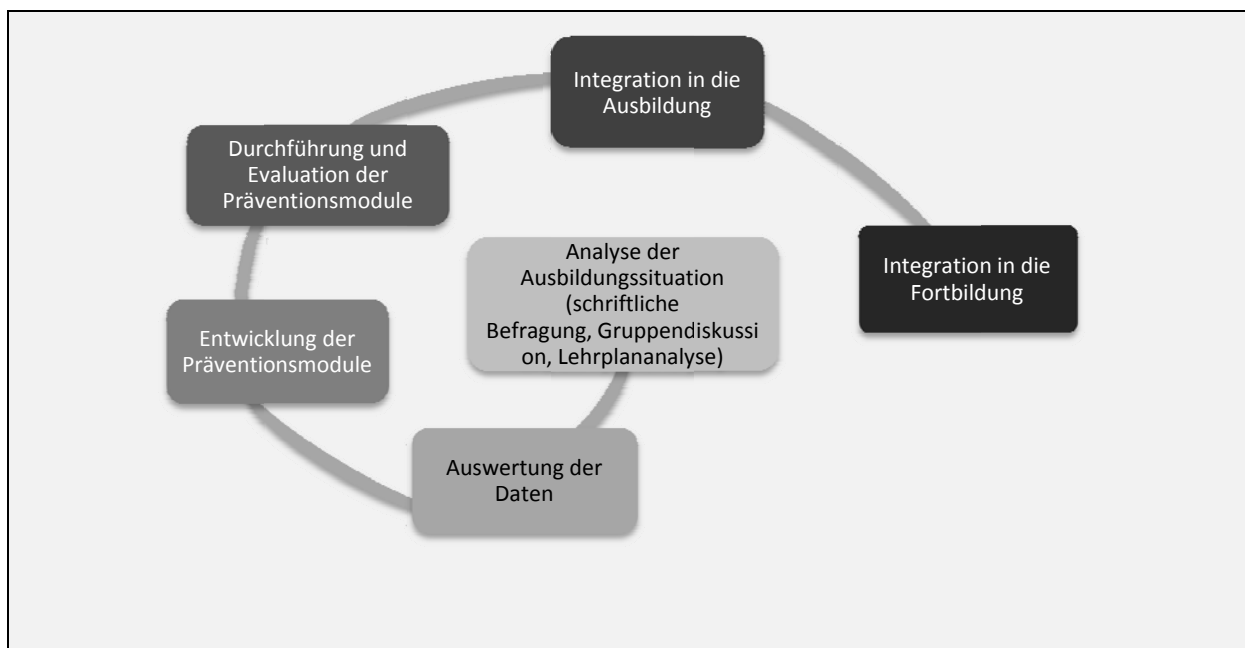 Integration in die
Ausbildung
Durchführung und
Evaluation der
Präventionsmodule
Analyse der
Ausbildungssituation
(schriftliche
Befragung, Gruppendiskussi
on, Lehrplananalyse)
Integration in die
Fortbildung
Entwicklung der
Präventionsmodule
Auswertung der
Daten